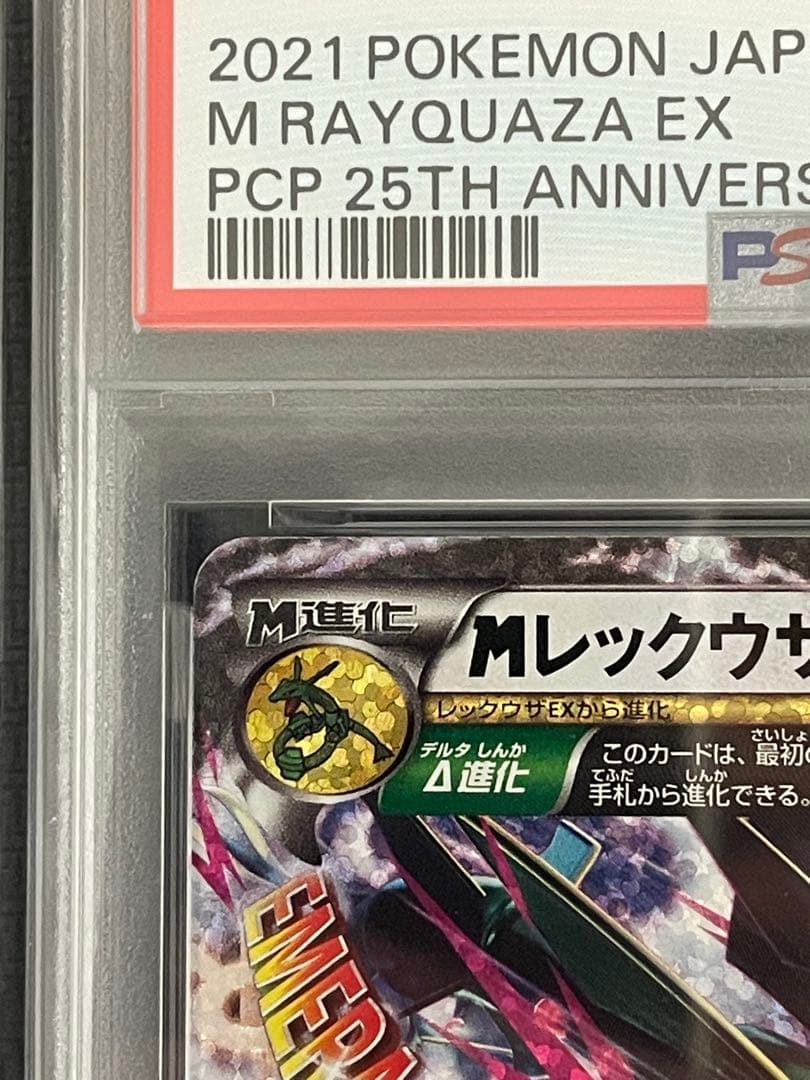 2021 POKEMON JAP
M RAYQUAZA EX
PCP 25TH ANNIVERS
PS
M進化
Mレックウザ
レックウザEXから進化
デルタ しんか
Δ進化
さいしょ
このカードは、最初の
てふだ しんか
手札から進化できる。
EMER